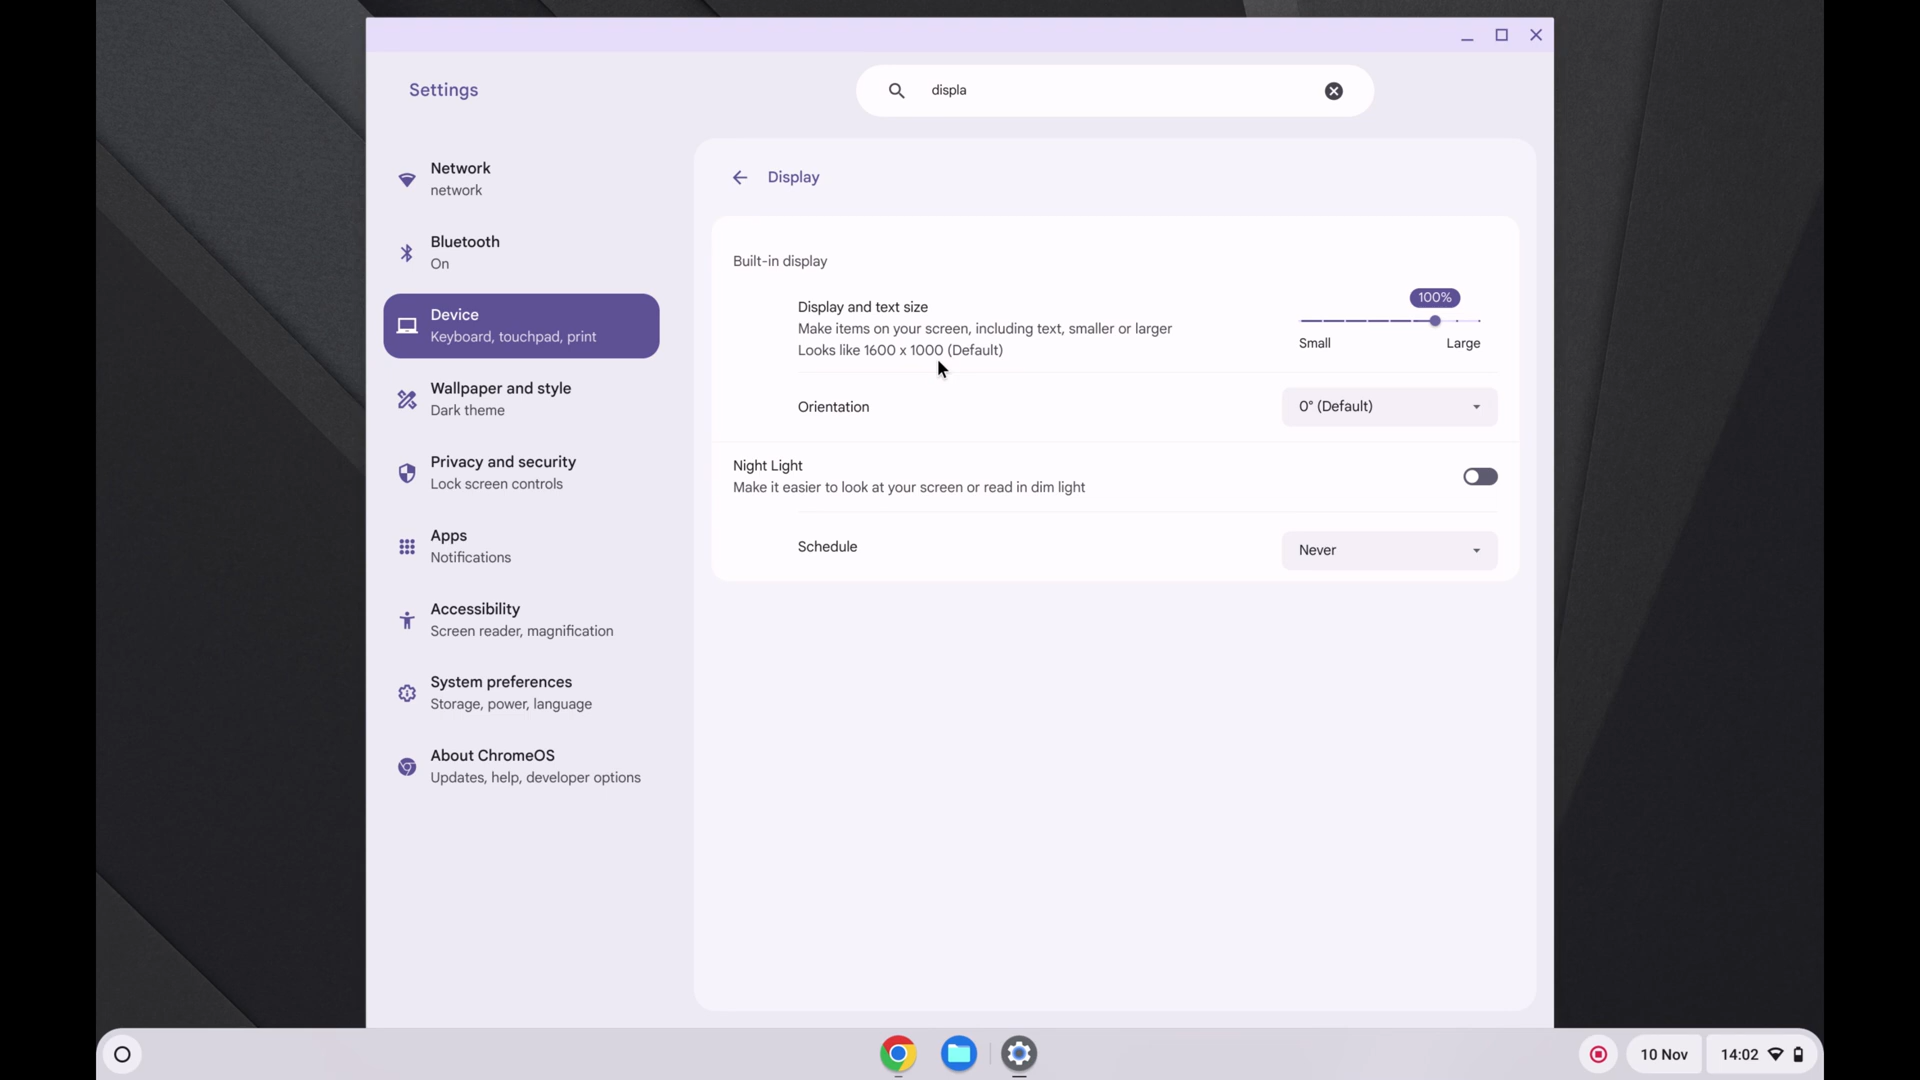 Settings
displa
Network
network
Bluetooth
On
Device
Keyboard, touchpad, print
Wallpaper and style
Dark theme
Privacy and security
Lock screen controls
Apps
Notifications
Accessibility
Screen reader, magnification
System preferences
Storage, power, language
About ChromeOS
Updates, help, developer options
Display
Built-in display
Display and text size
Make items on your screen, including text, smaller or larger
Looks like 1600 x 1000 (Default)
100%
Small Large
Orientation
0° (Default)
Night Light
Make it easier to look at your screen or read in dim light
Schedule
Never
10 Nov
14:02